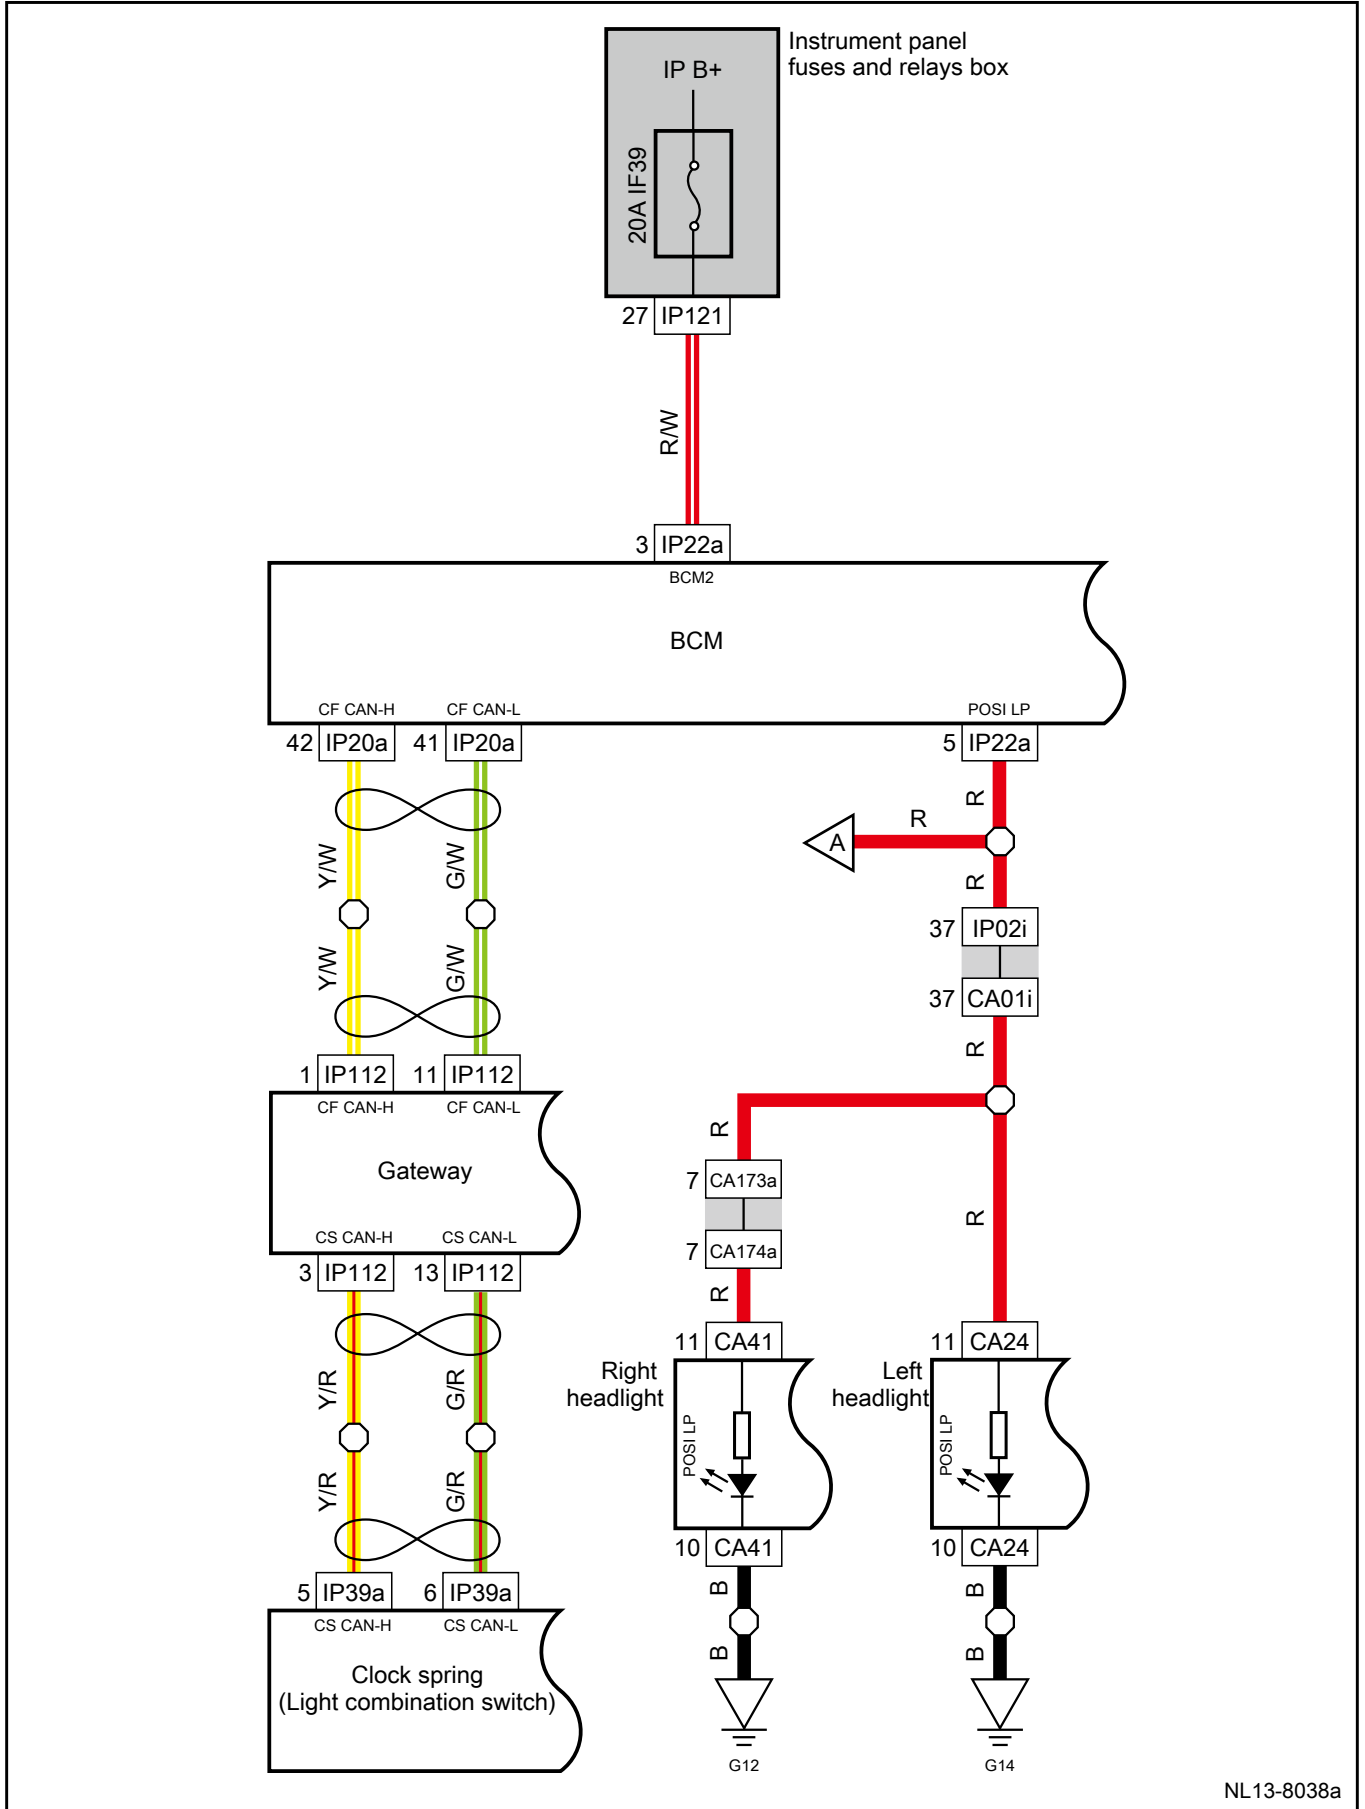 Instrument panel
fuses and relays box
IP B+
20A IF39
27 IP121
R/W
3 IP22a
BCM2
BCM
CF CAN-H CF CAN-L POSI LP
42 IP20a 41 IP20a 5 IP22a
R
R
A
Y/W G/W R
37 IP02i
Y/W G/W
37 CA01i
R
1 IP112 11 IP112
CF CAN-H CF CAN-L
R
Gateway
7 CA173a
R
CS CAN-H CS CAN-L
7 CA174a
3 IP112 13 IP112
R
11 CA41 11 CA24
Right
headlight
Left
headlight
Y/R G/R
POSI LP POSI LP
Y/R G/R
10 CA41 10 CA24
5 IP39a 6 IP39a
B B
CS CAN-H CS CAN-L
B B
Clock spring
(Light combination switch)
G12 G14
NL13-8038a